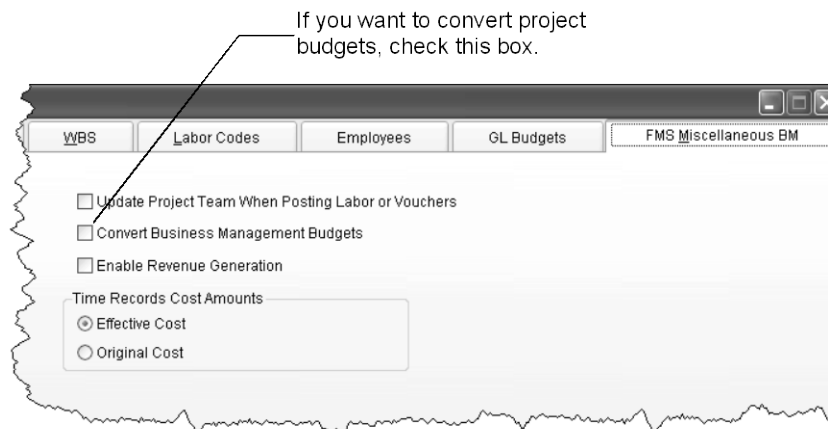 If you want to convert project
budgets, check this box.
WBS
Labor Codes
Employees
GL Budgets
FMS Miscellaneous BM
Update Project Team When Posting Labor or Vouchers
Convert Business Management Budgets
Enable Revenue Generation
Time Records Cost Amounts
Effective Cost
Original Cost